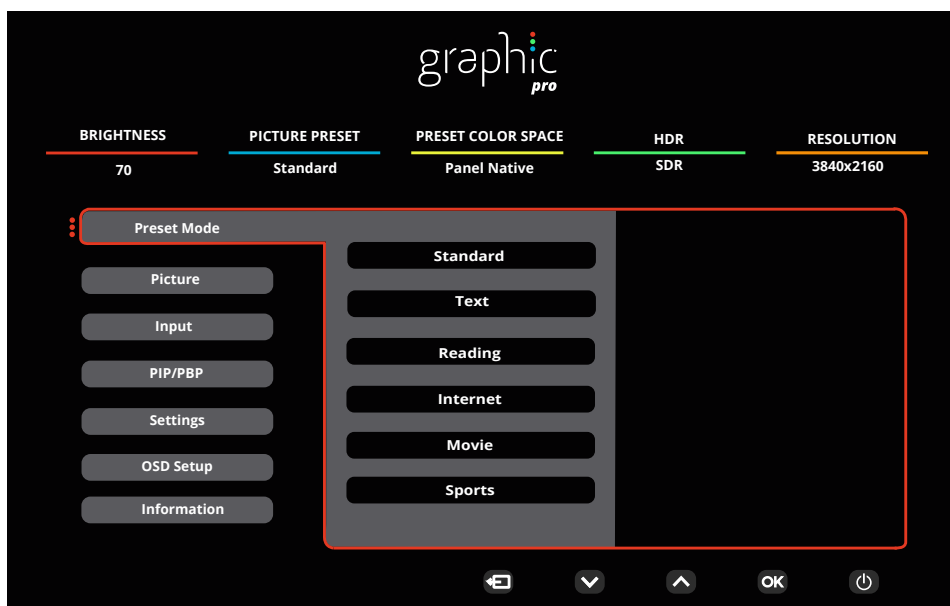 graphic
pro
BRIGHTNESS PICTURE PRESET PRESET COLOR SPACE HDR RESOLUTION
70 Standard Panel Native SDR 3840x2160
Preset Mode
Picture
Input
PIP/PBP
Settings
OSD Setup
Information
Standard
Text
Reading
Internet
Movie
Sports
OK